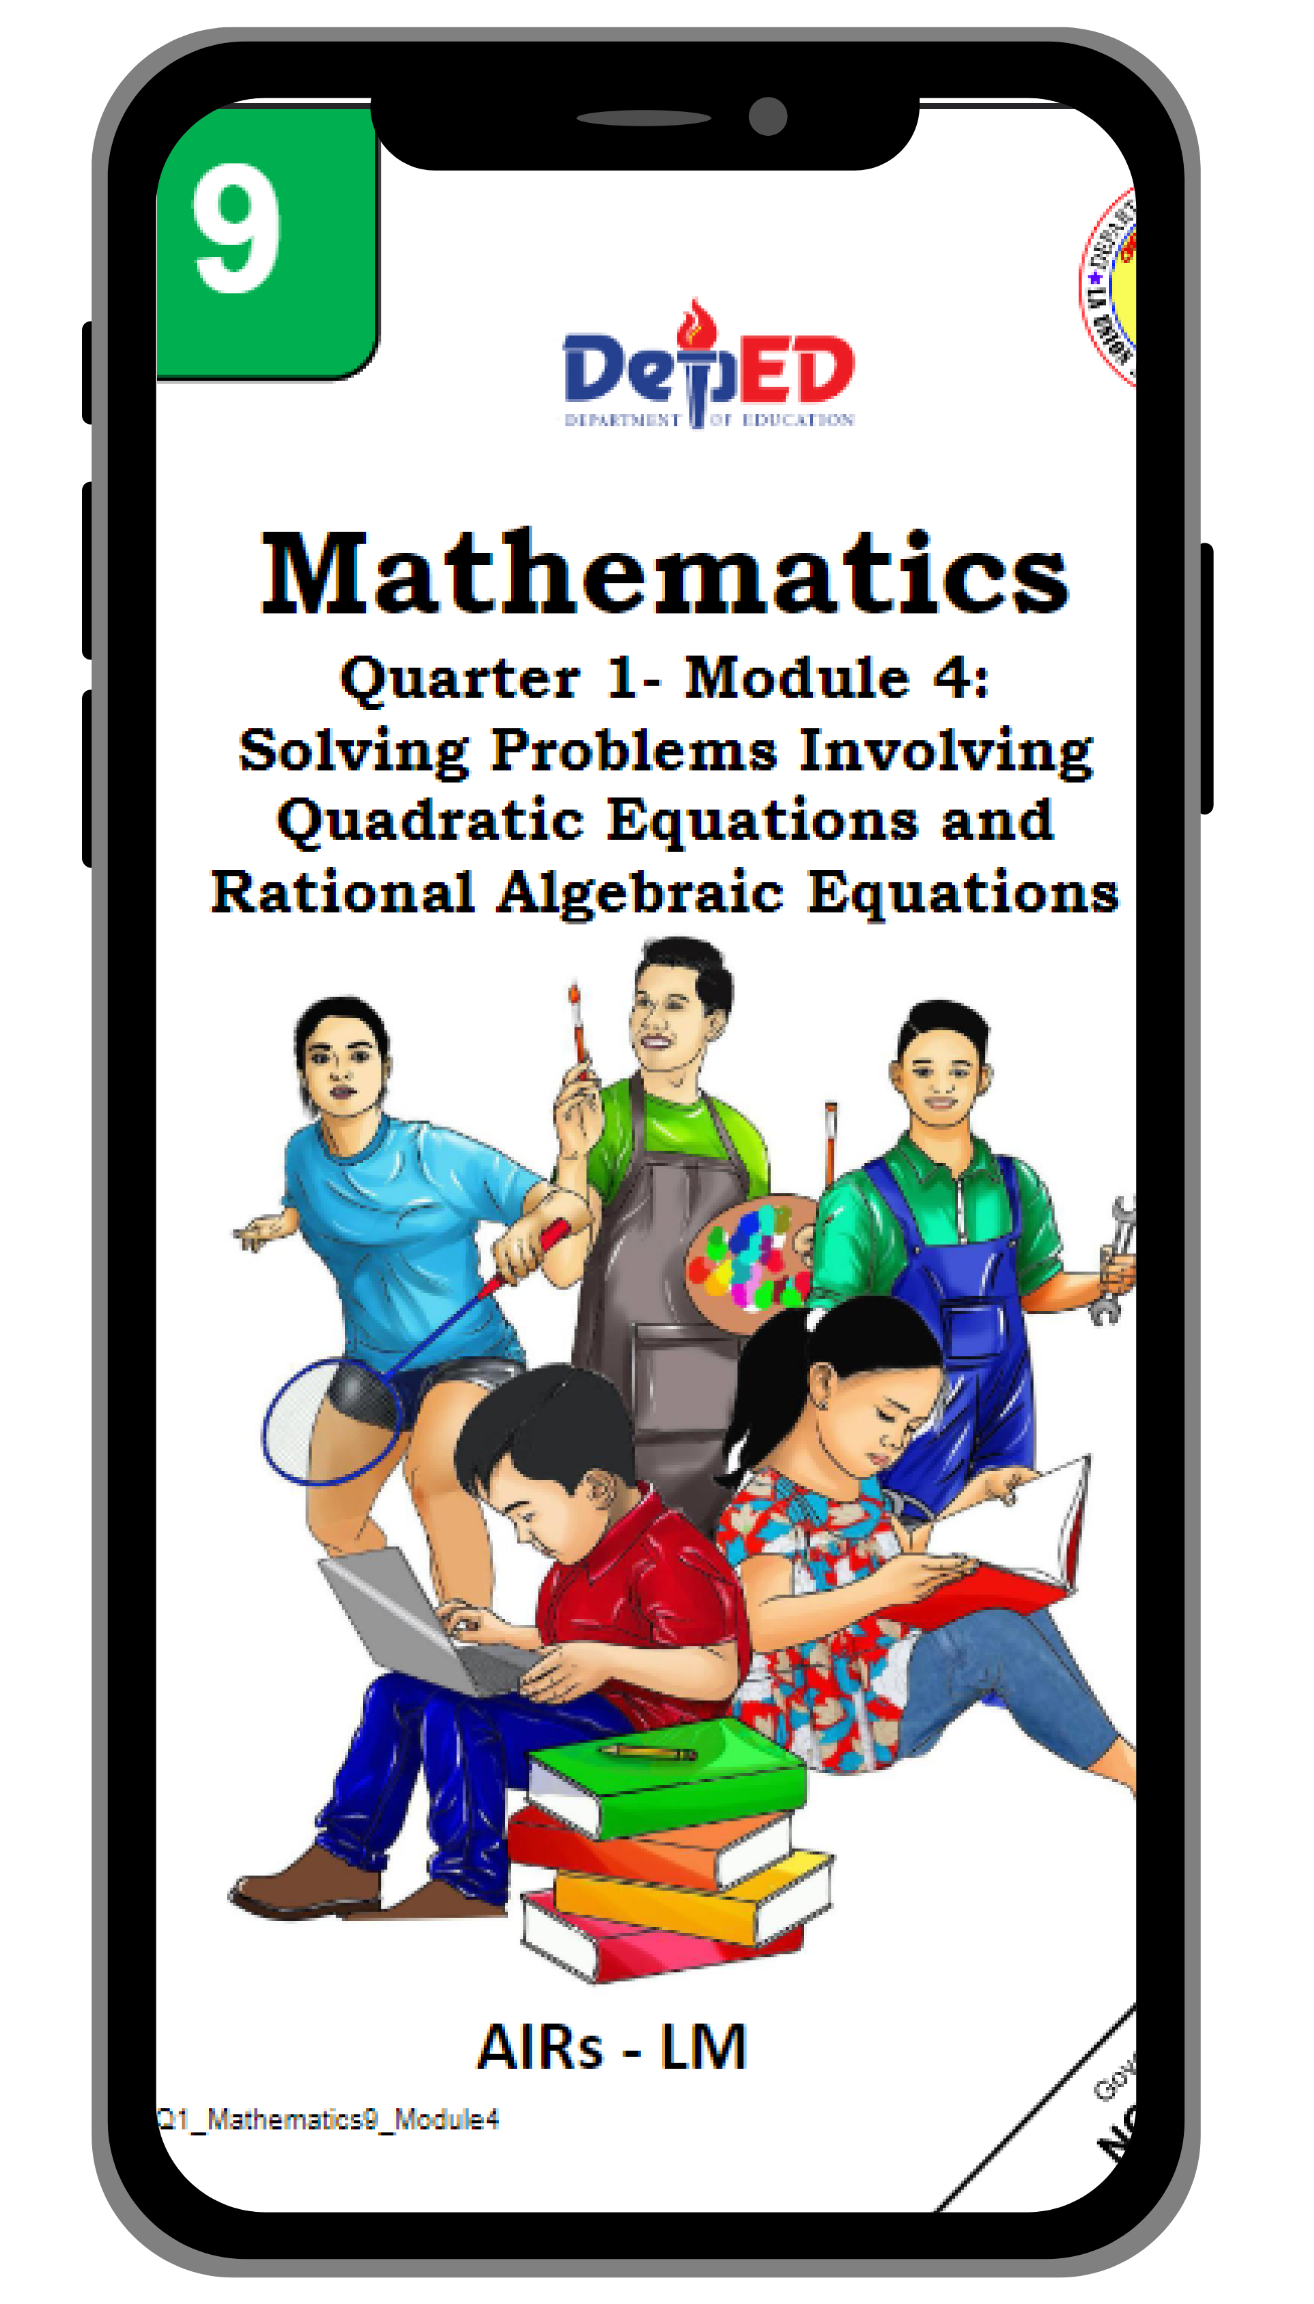 9
DepED
DEPARTMENT OF EDUCATION
Mathematics
Quarter 1- Module 4:
Solving Problems Involving
Quadratic Equations and
Rational Algebraic Equations
AIRs - LM
Q1_Mathematics9_Module4